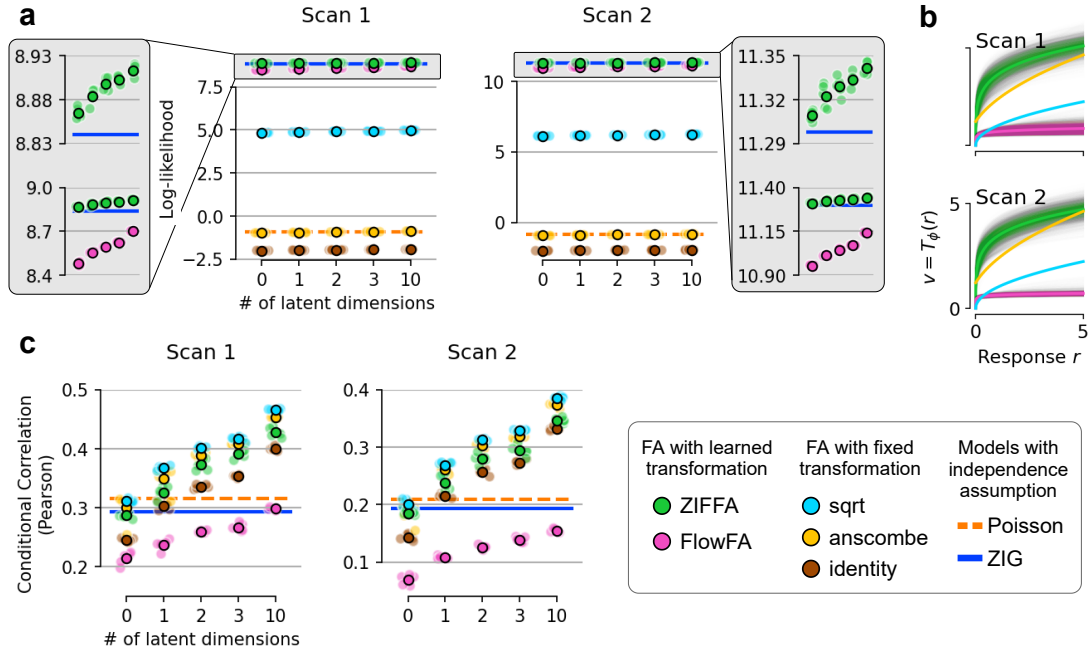 a
Scan 1
Scan 2
b
8.93
8.88
8.83
9.0
8.7
8.4
Log-likelihood
7.5
5.0
2.5
0.0
−2.5
0
1
2
3
10
# of latent dimensions
10
5
0
0
1
2
3
10
11.35
11.32
11.29
11.40
11.15
10.90
Scan 1
Scan 2
v = Tϕ(r)
5
0
0
5
Response r
c
Scan 1
Scan 2
Conditional Correlation
(Pearson)
0.5
0.4
0.3
0.2
0
1
2
3
10
# of latent dimensions
0.4
0.3
0.2
0.1
0
1
2
3
10
FA with learned
transformation
ZIFFA
FlowFA
FA with fixed
transformation
sqrt
anscombe
identity
Models with
independence
assumption
Poisson
ZIG